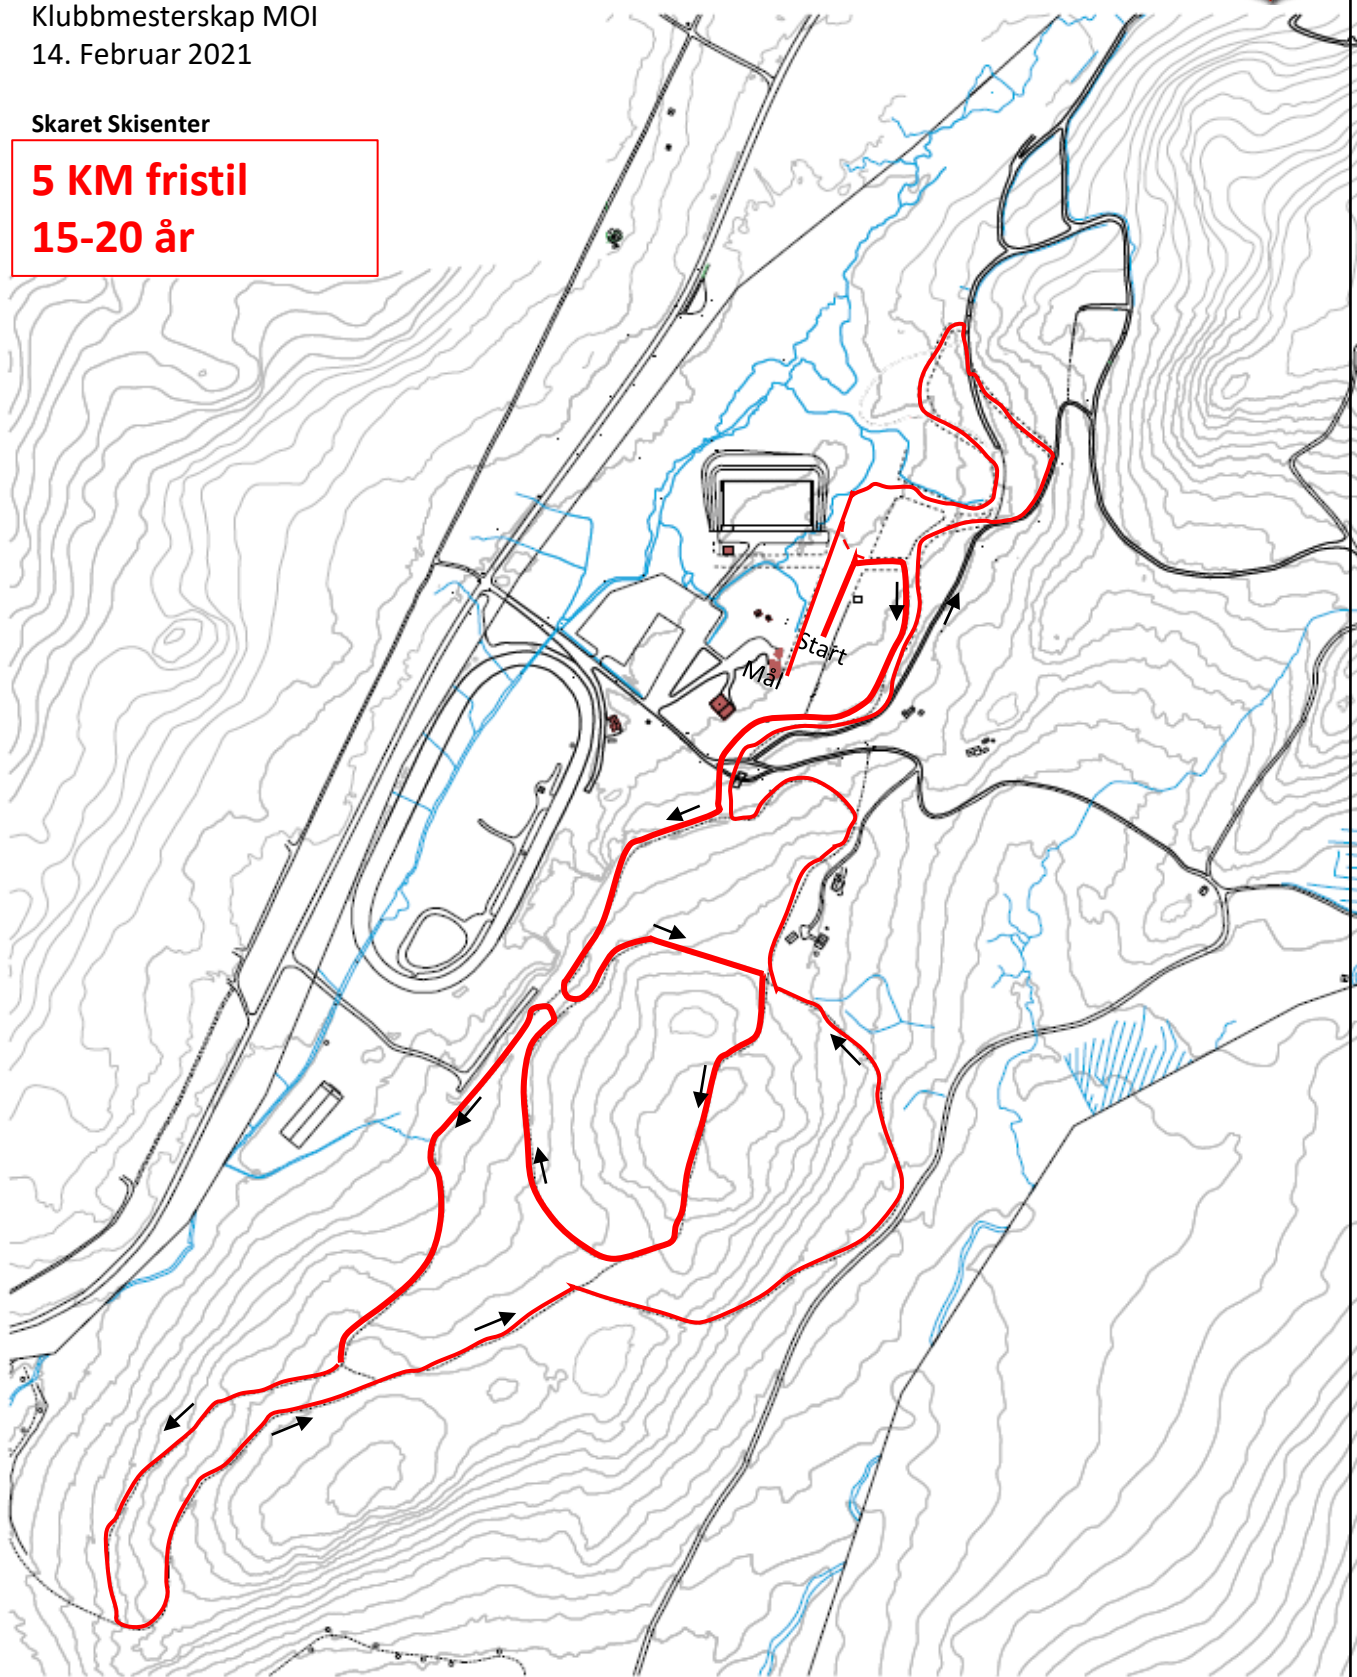 Klubbmesterskap MOI
14. Februar 2021
Skaret Skisenter
5 KM fristil
15-20 år
Start
Mål